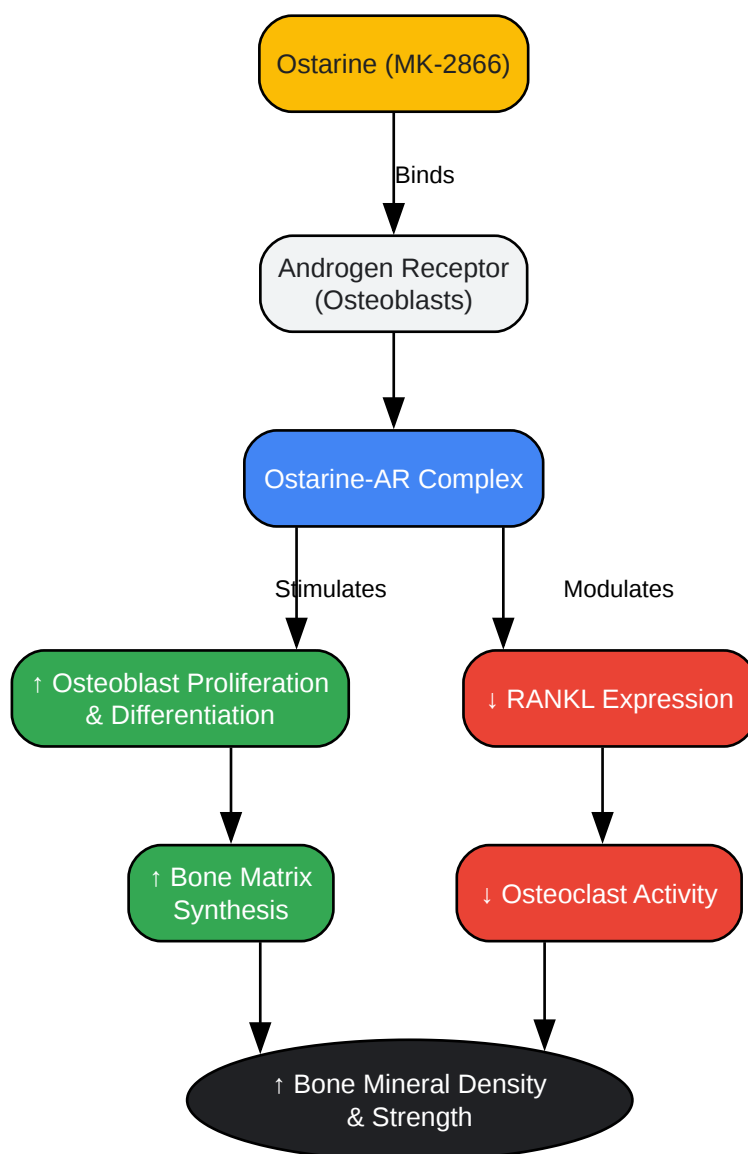 Ostarine (MK-2866)
Binds
Androgen Receptor
(Osteoblasts)
Ostarine-AR Complex
Stimulates
Modulates
↑ Osteoblast Proliferation
& Differentiation
↓ RANKL Expression
↑ Bone Matrix
Synthesis
↓ Osteoclast Activity
↑ Bone Mineral Density
& Strength